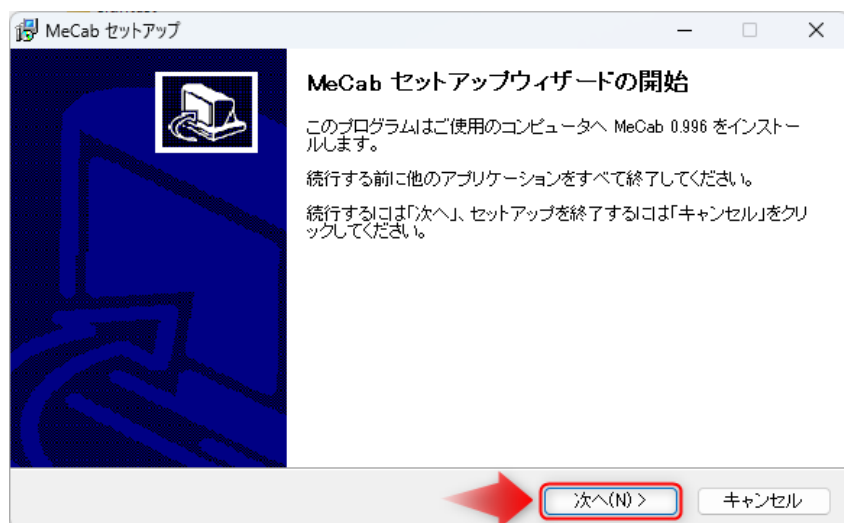 MeCab セットアップ
MeCab セットアップウィザードの開始
このプログラムはご使用のコンピュータへ MeCab 0.996 をインストー
ルします。
続行する前に他のアプリケーションをすべて終了してください。
続行するには「次へ」、セットアップを終了するには「キャンセル」をクリ
ックしてください。
次へ(N) >
キャンセル